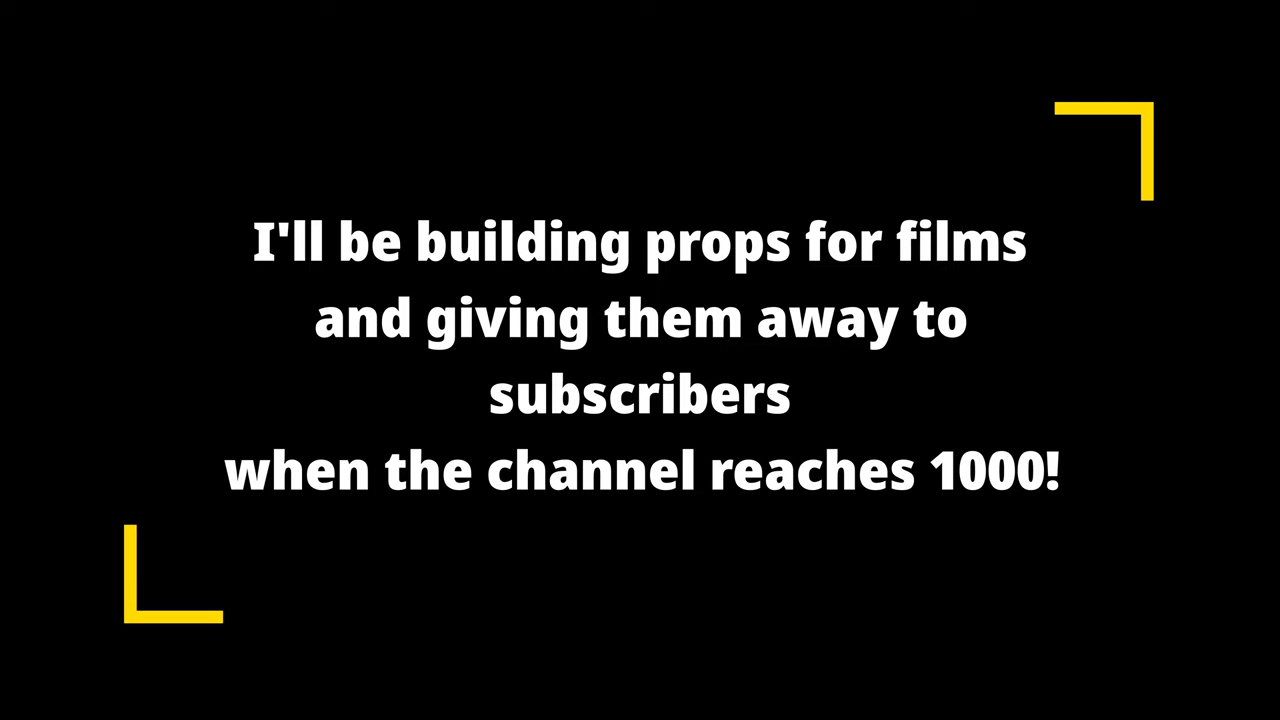 I'll be building props for films
and giving them away to
subscribers
when the channel reaches 1000!